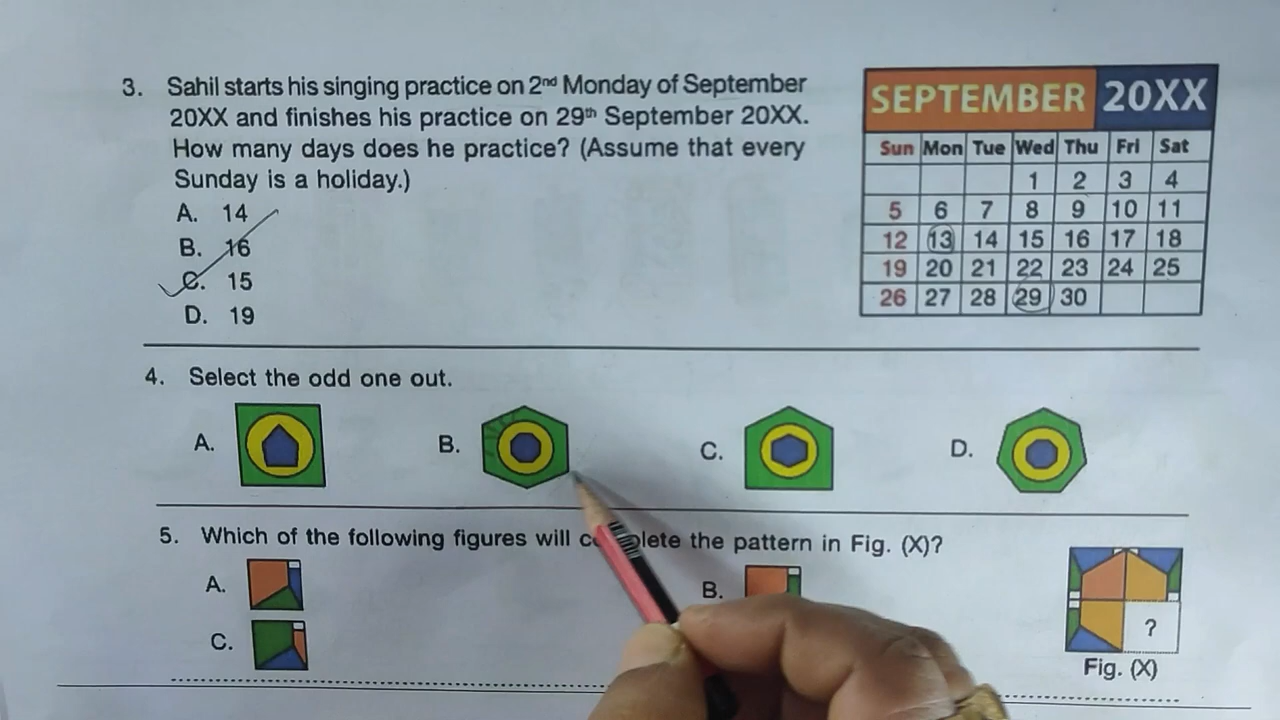 3. Sahil starts his singing practice on 2nd Monday of September
20XX and finishes his practice on 29th September 20XX.
How many days does he practice? (Assume that every
Sunday is a holiday.)
A. 14
B. 16
C. 15
D. 19
SEPTEMBER 20XX
Sun Mon Tue Wed Thu Fri Sat
1 2 3 4
5 6 7 8 9 10 11
12 13 14 15 16 17 18
19 20 21 22 23 24 25
26 27 28 29 30
4. Select the odd one out.
A. B. C. D.
5. Which of the following figures will the pattern in Fig. (X)?
A. B.
C.
?
Fig. (X)